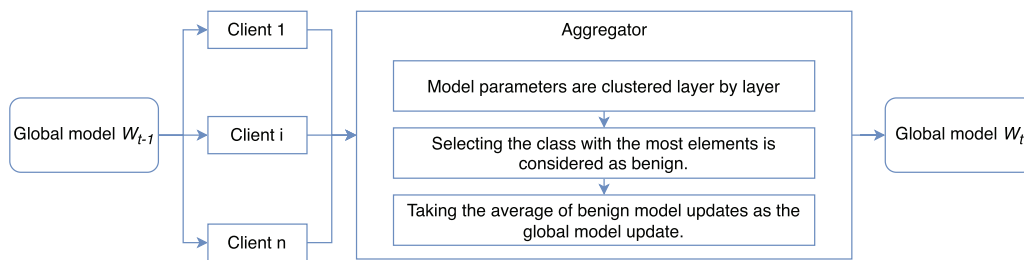 Client 1
Aggregator
Model parameters are clustered layer by layer
Global model W_{t-1}
Client i
Selecting the class with the most elements is
considered as benign.
Global model W_t
Taking the average of benign model updates as the
global model update.
Client n